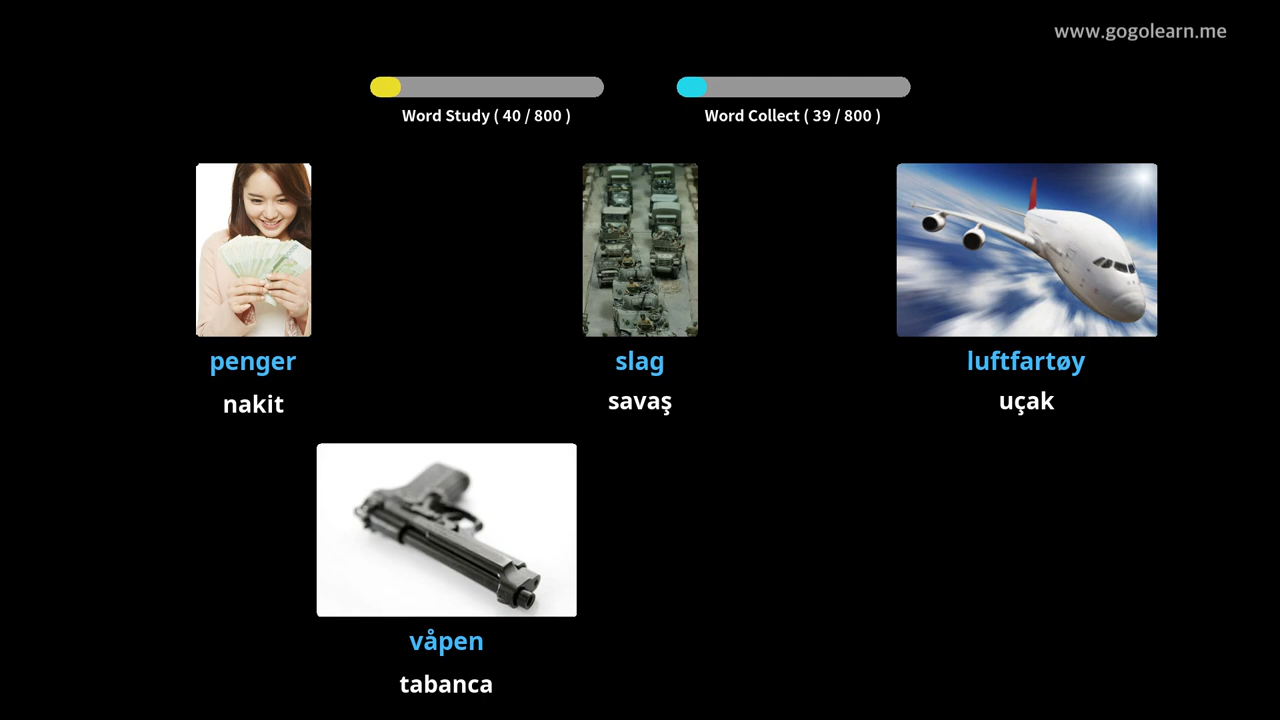 www.gogolearn.me
Word Study ( 40 / 800 )
Word Collect ( 39 / 800 )
penger
slag
luftfartøy
nakit
savaş
uçak
våpen
tabanca